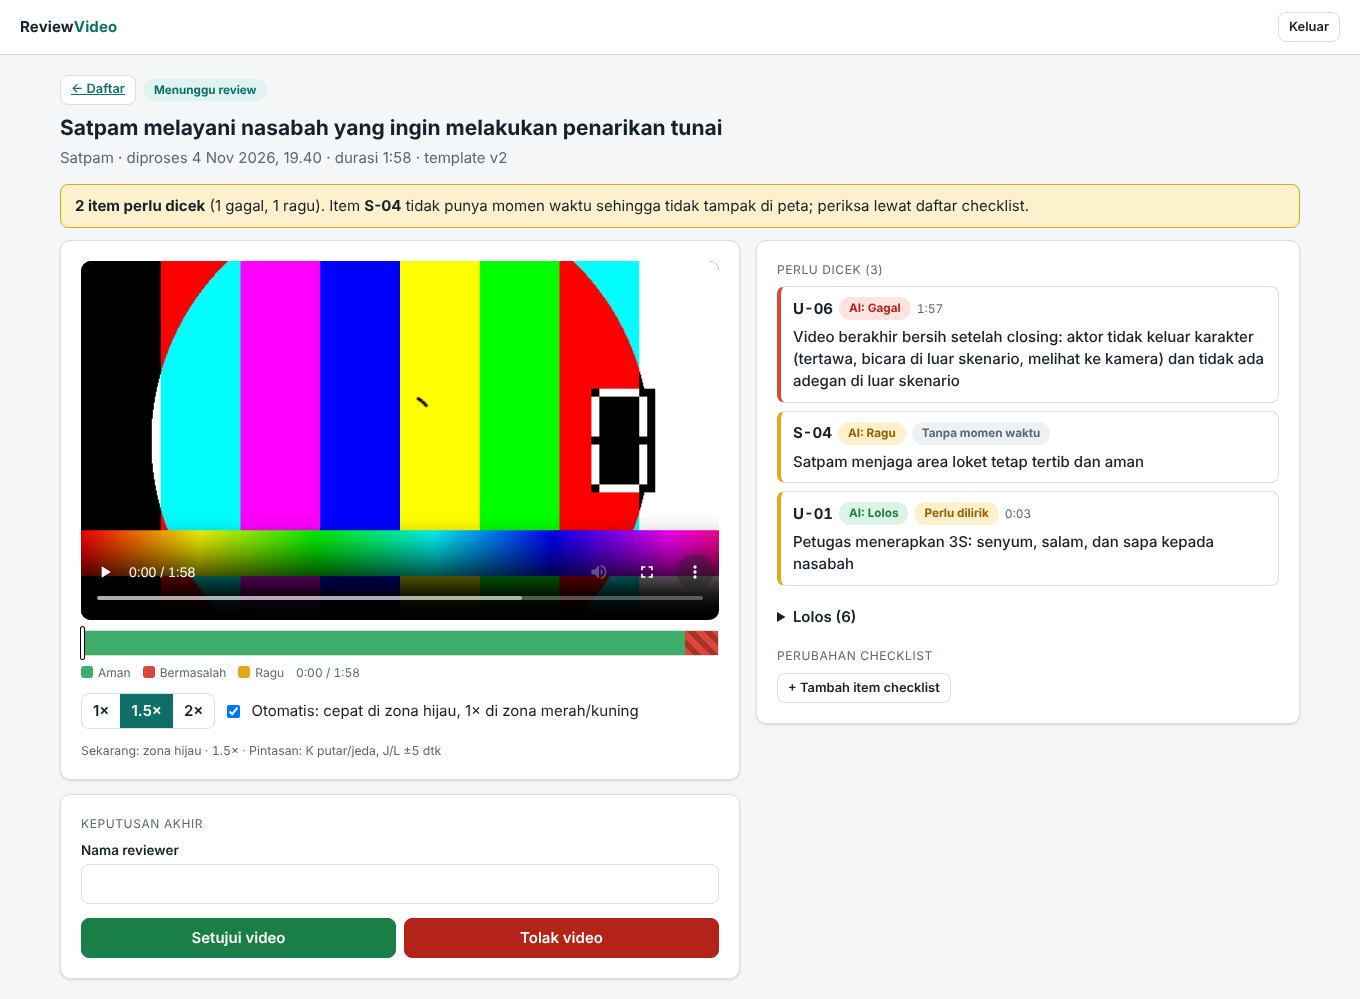 ReviewVideo
Keluar
← Daftar
Menunggu review
Satpam melayani nasabah yang ingin melakukan penarikan tunai
Satpam · diproses 4 Nov 2026, 19.40 · durasi 1:58 · template v2
2 item perlu dicek (1 gagal, 1 ragu). Item S-04 tidak punya momen waktu sehingga tidak tampak di peta; periksa lewat daftar checklist.
0:00 / 1:58
Aman
Bermasalah
Ragu
0:00 / 1:58
1×
1.5×
2×
Otomatis: cepat di zona hijau, 1× di zona merah/kuning
Sekarang: zona hijau · 1.5× · Pintasan: K putar/jeda, J/L ±5 dtk
KEPUTUSAN AKHIR
Nama reviewer
Setujui video
Tolak video
PERLU DICEK (3)
U-06 AI: Gagal 1:57
Video berakhir bersih setelah closing: aktor tidak keluar karakter
(tertawa, bicara di luar skenario, melihat ke kamera) dan tidak ada
adegan di luar skenario
S-04 AI: Ragu Tanpa momen waktu
Satpam menjaga area loket tetap tertib dan aman
U-01 AI: Lolos Perlu dilirik 0:03
Petugas menerapkan 3S: senyum, salam, dan sapa kepada
nasabah
Lolos (6)
PERUBAHAN CHECKLIST
+ Tambah item checklist